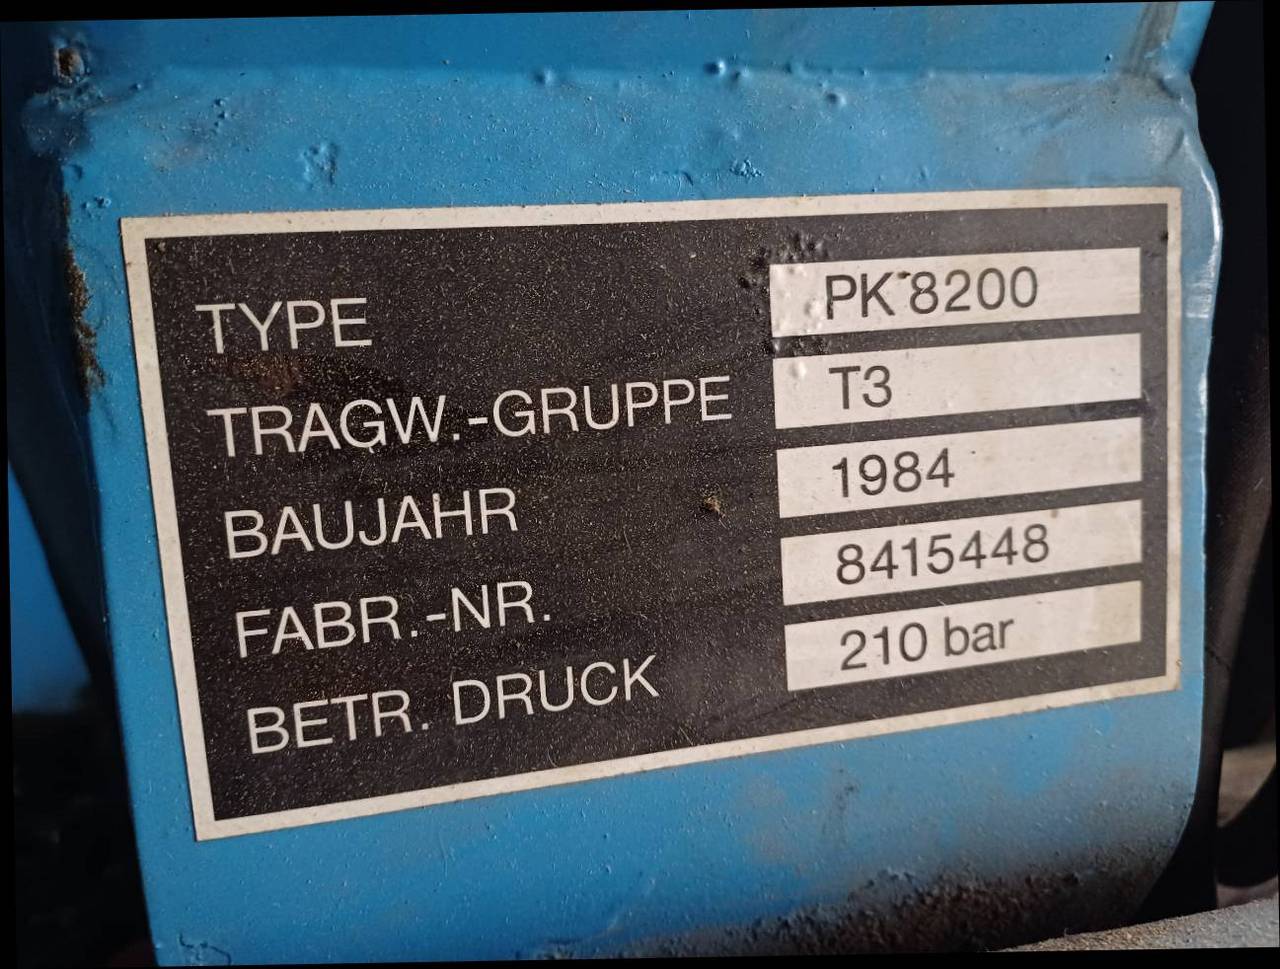 TYPE PK 8200
TRAGW.-GRUPPE T3
BAUJAHR 1984
FABR.-NR. 8415448
BETR. DRUCK 210 bar